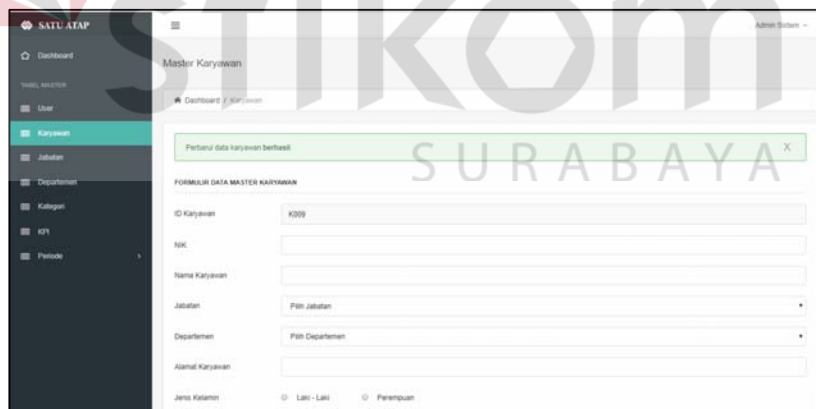 stikom
SURABAYA
SATU ATAP
Admin Sistem
Dashboard
TABEL MASTER
User
Karyawan
Jabatan
Departemen
Kategori
KPI
Periode
Master Karyawan
Dashboard / Karyawan
Perbarui data karyawan berhasil. X
FORMULIR DATA MASTER KARYAWAN
ID Karyawan K009
NIK
Nama Karyawan
Jabatan Pilih Jabatan
Departemen Pilih Departemen
Alamat Karyawan
Jenis Kelamin Laki - Laki Perempuan